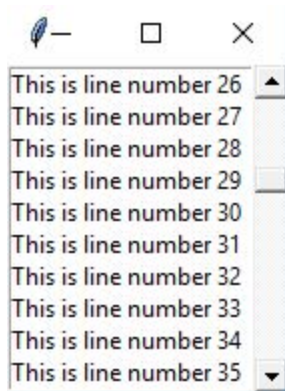 This is line number 26
This is line number 27
This is line number 28
This is line number 29
This is line number 30
This is line number 31
This is line number 32
This is line number 33
This is line number 34
This is line number 35